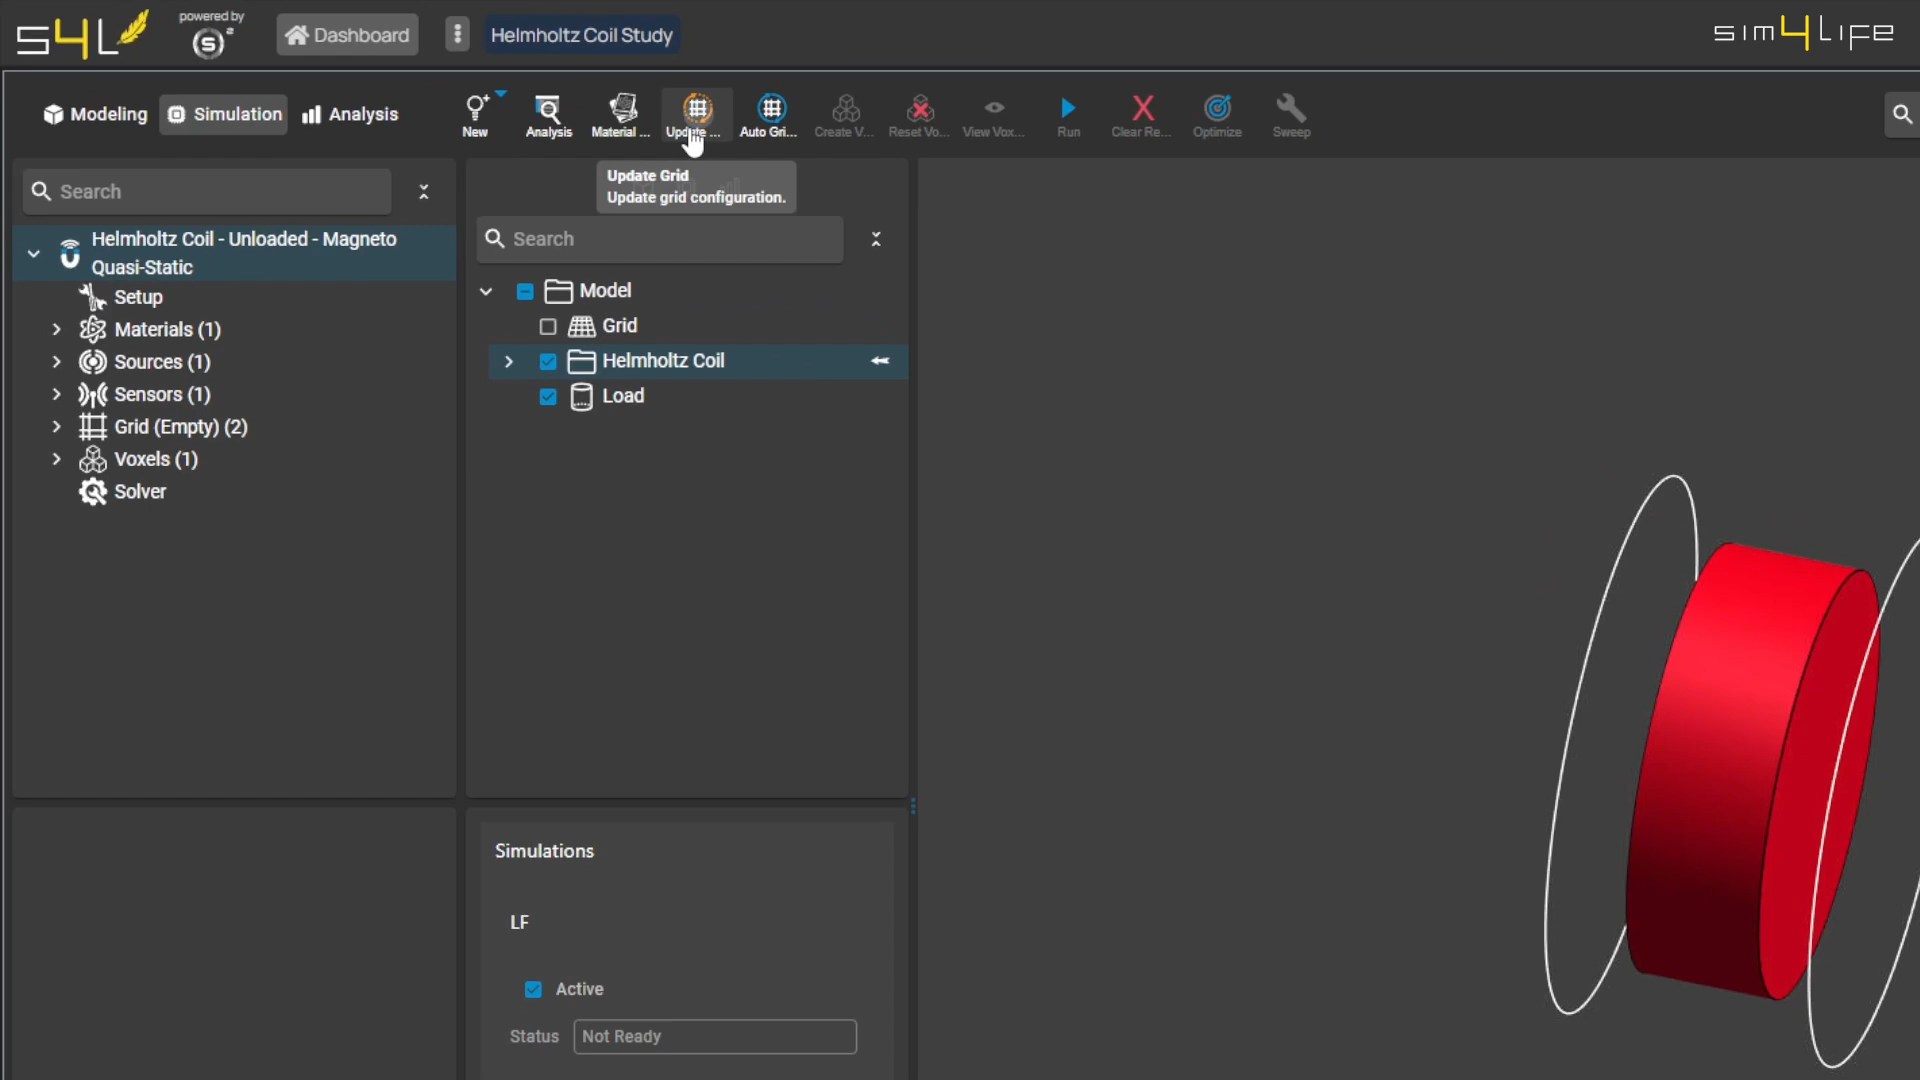 S4L
powered by
Dashboard
Helmholtz Coil Study
sim4life
Modeling
Simulation
Analysis
New
Analysis
Material ...
Update ...
Auto Gri...
Create V...
Reset Vo...
View Vox...
Run
Clear Re...
Optimize
Sweep
Update Grid
Update grid configuration.
Search
Helmholtz Coil - Unloaded - Magneto
Quasi-Static
Setup
Materials (1)
Sources (1)
Sensors (1)
Grid (Empty) (2)
Voxels (1)
Solver
Search
Model
Grid
Helmholtz Coil
Load
Simulations
LF
Active
Status Not Ready